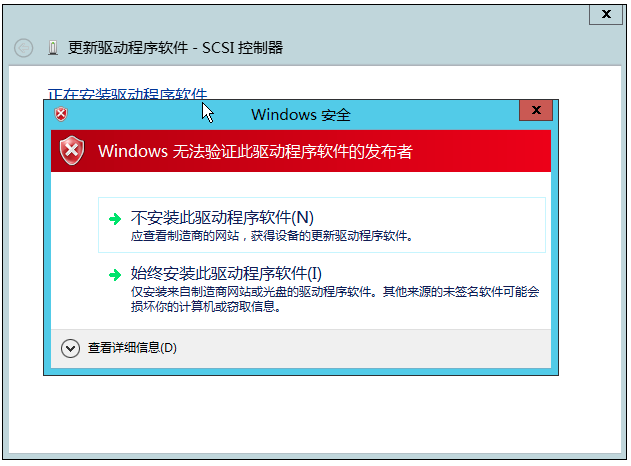 更新驱动程序软件 - SCSI 控制器
正在安装驱动程序软件
Windows 安全
Windows 无法验证此驱动程序软件的发布者
不安装此驱动程序软件(N)
应查看制造商的网站，获得设备的更新驱动程序软件。
始终安装此驱动程序软件(I)
仅安装来自制造商网站或光盘的驱动程序软件。其他来源的未签名软件可能会
损坏你的计算机或窃取信息。
查看详细信息(D)